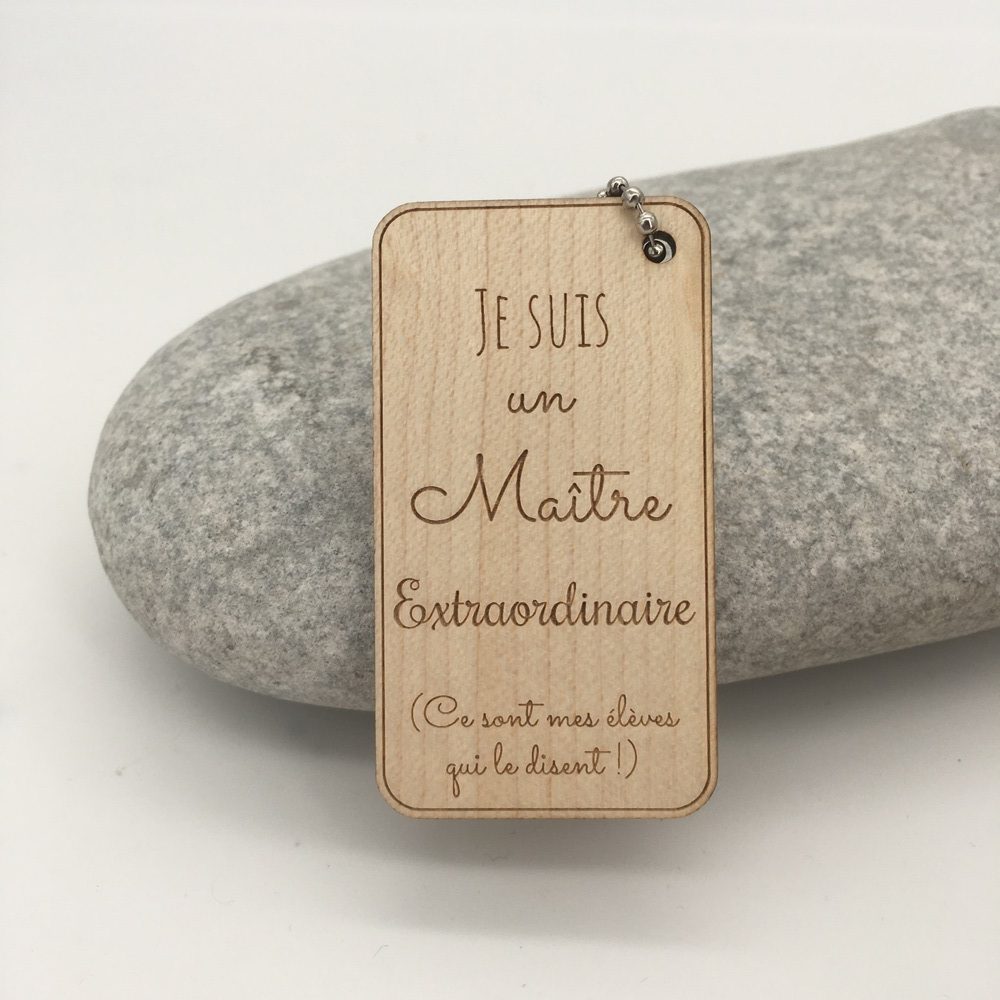 Je suis
un
Maître
Extraordinaire
(Ce sont mes élèves
qui le disent !)